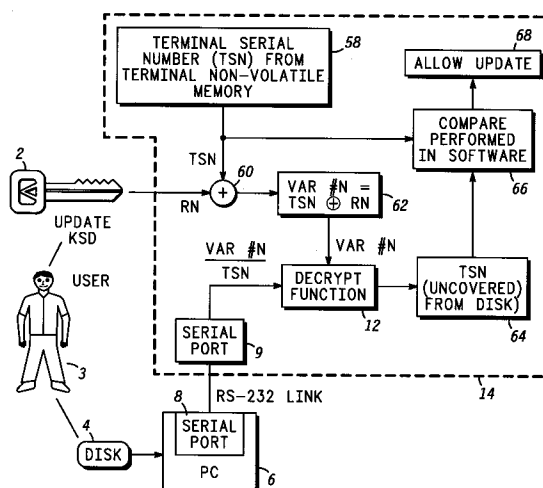 TERMINAL SERIAL
NUMBER (TSN) FROM
TERMINAL NON-VOLATILE
MEMORY
58
68
ALLOW UPDATE
COMPARE
PERFORMED
IN SOFTWARE
66
TSN
2
RN
+
60
VAR #N =
TSN ⊕ RN
62
UPDATE
KSD
USER
3
VAR #N
TSN
VAR #N
DECRYPT
FUNCTION
12
TSN
(UNCOVERED)
FROM DISK
64
SERIAL
PORT
9
14
RS-232 LINK
4
DISK
8
SERIAL
PORT
PC
6